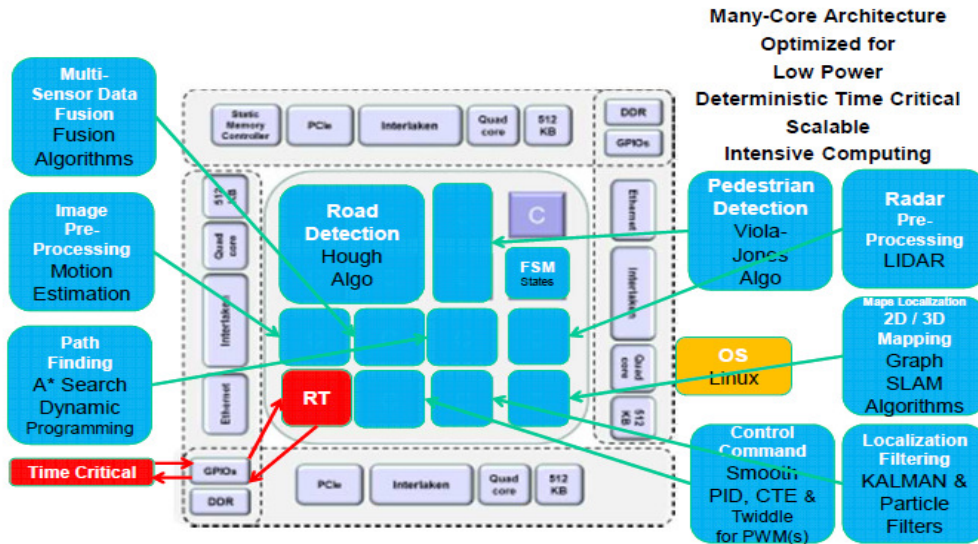 Many-Core Architecture
Optimized for
Low Power
Deterministic Time Critical
Scalable
Intensive Computing
Multi-
Sensor Data
Fusion
Fusion
Algorithms
Image
Pre-
Processing
Motion
Estimation
Path
Finding
A* Search
Dynamic
Programming
Time Critical
Static
Memory
Controller
PCIe
Interlaken
Quad
core
512
KB
DDR
GPIOs
512
KB
Quad
core
Interlaken
Ethernet
GPIOs
DDR
Road
Detection
Hough
Algo
C
FSM
States
RT
Ethernet
Interlaken
Quad
core
512
KB
PCIe
Interlaken
Quad
core
512
KB
Pedestrian
Detection
Viola-
Jones
Algo
Radar
Pre-
Processing
LIDAR
OS
Linux
Maps Localization
2D / 3D
Mapping
Graph
SLAM
Algorithms
Control
Command
Smooth
PID, CTE &
Twiddle
for PWM(s)
Localization
Filtering
KALMAN &
Particle
Filters